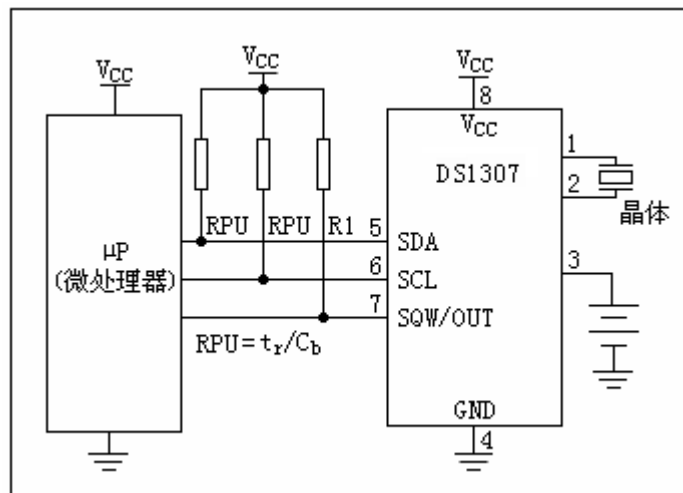 VCC
VCC
VCC
8
VCC
DS1307
1
2
晶体
RPU
RPU
R1
5
SDA
μP
(微处理器)
6
SCL
3
7
SQW/OUT
RPU=tr/Cb
GND
4